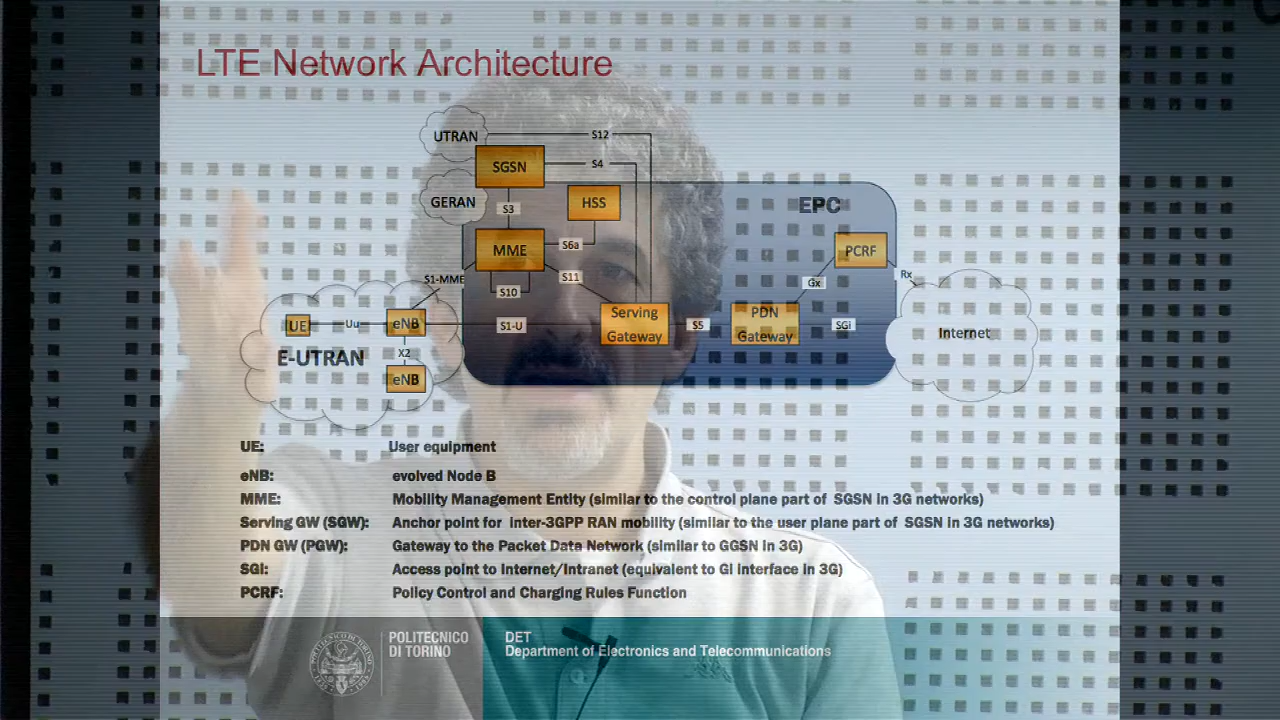 LTE Network Architecture
UTRAN
S12
SGSN
S4
GERAN
S3
HSS
EPC
MME
S6a
PCRF
S1-MME
S10
S11
Gx
Rx
UE
Uu
eNB
S1-U
Serving
Gateway
S5
PDN
Gateway
SGi
Internet
E-UTRAN
X2
eNB
UE: User equipment
eNB: evolved Node B
MME: Mobility Management Entity (similar to the control plane part of SGSN in 3G networks)
Serving GW (SGW): Anchor point for inter-3GPP RAN mobility (similar to the user plane part of SGSN in 3G networks)
PDN GW (PGW): Gateway to the Packet Data Network (similar to GGSN in 3G)
SGi: Access point to Internet/Intranet (equivalent to Gi interface in 3G)
PCRF: Policy Control and Charging Rules Function
POLITECNICO
DI TORINO
DET
Department of Electronics and Telecommunications